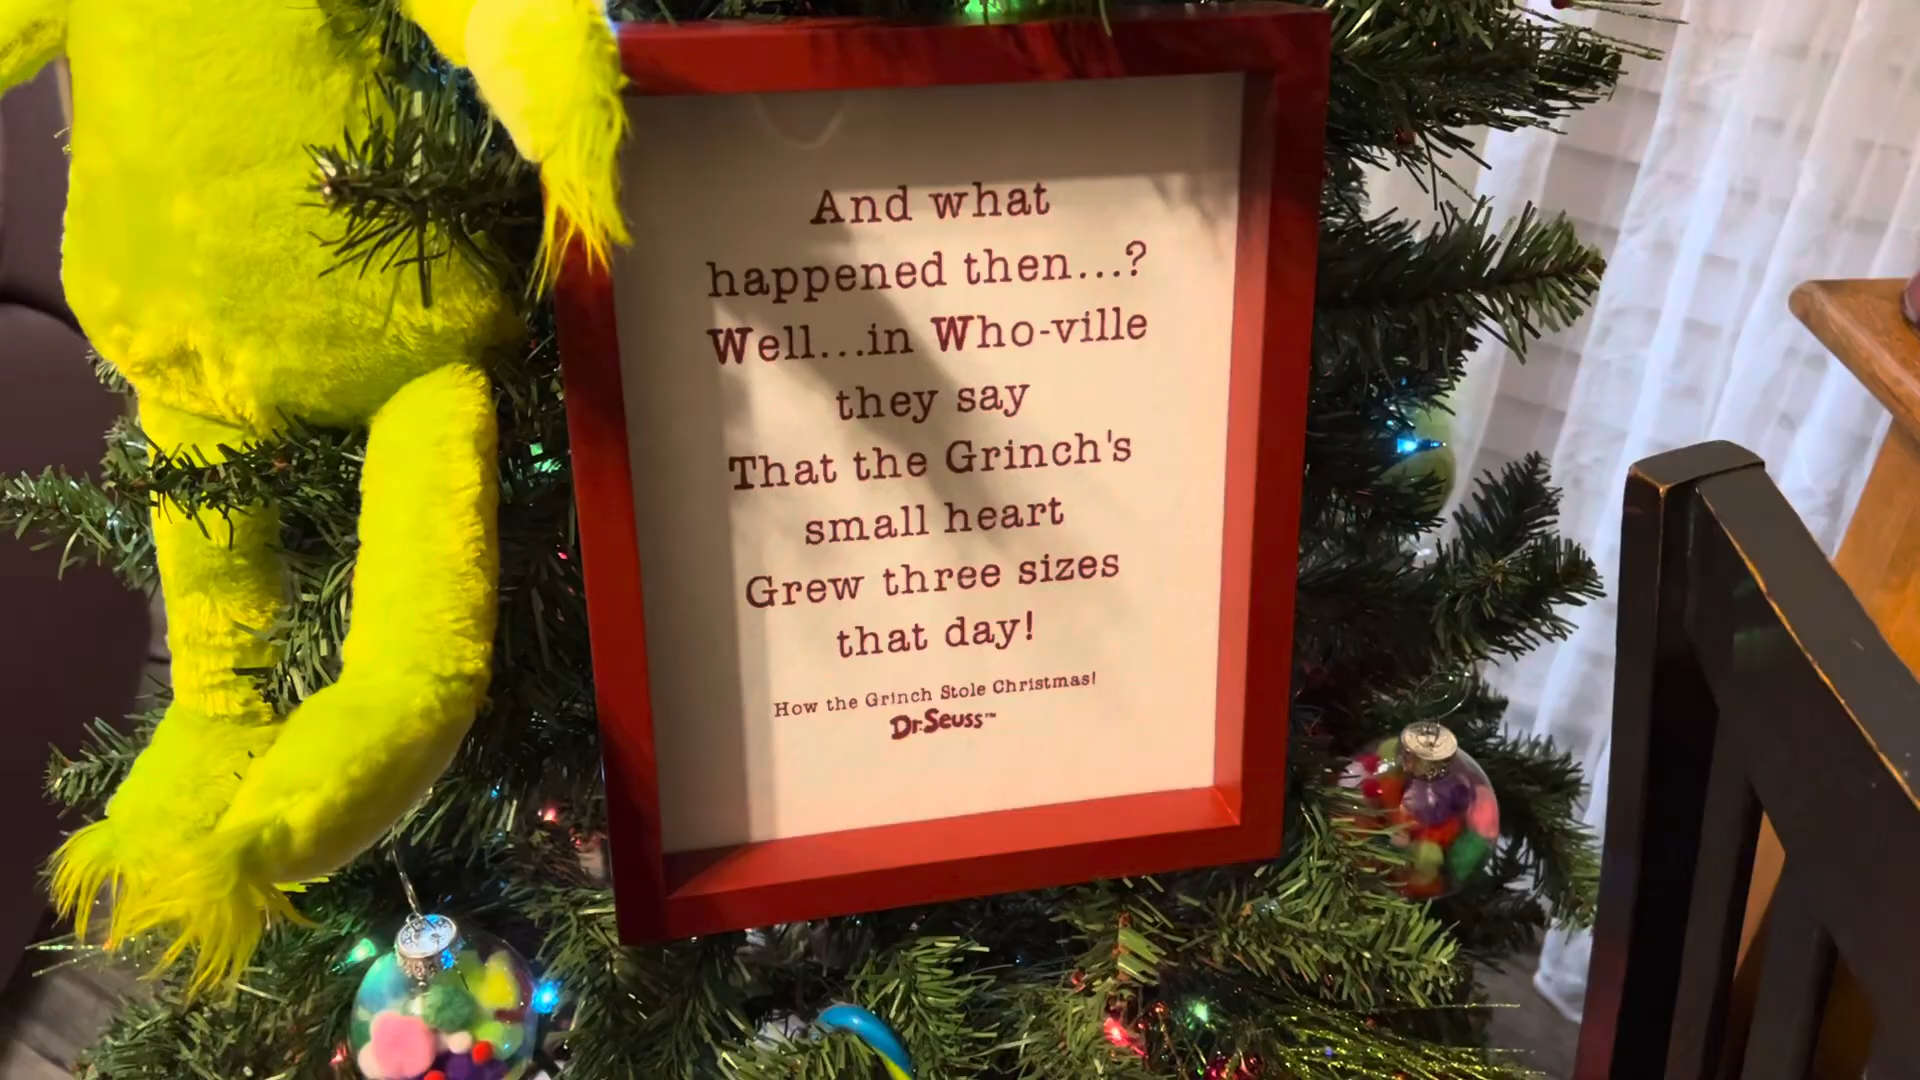 And what
happened then...?
Well...in Who-ville
they say
That the Grinch's
small heart
Grew three sizes
that day!
How the Grinch Stole Christmas!
Dr. Seuss™